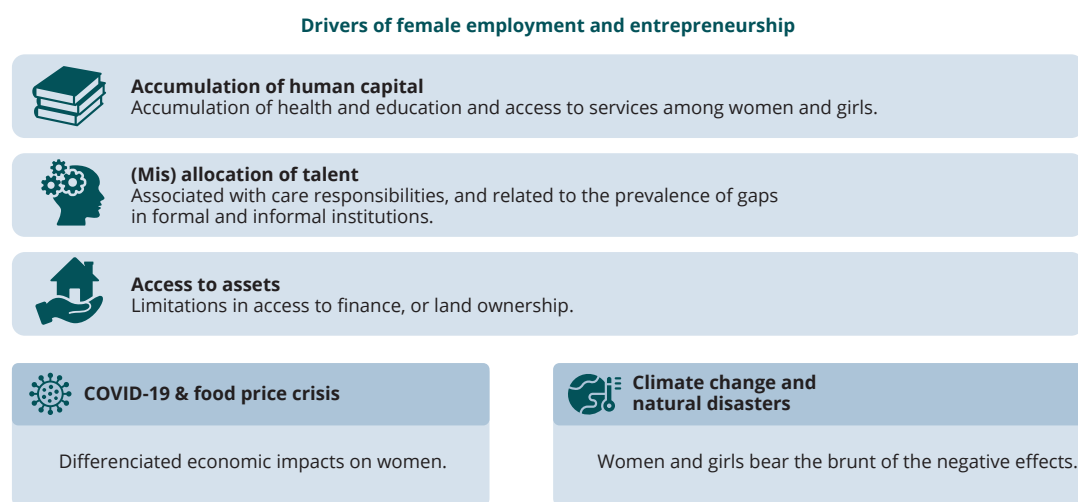 Drivers of female employment and entrepreneurship
Accumulation of human capital
Accumulation of health and education and access to services among women and girls.
(Mis) allocation of talent
Associated with care responsibilities, and related to the prevalence of gaps
in formal and informal institutions.
Access to assets
Limitations in access to finance, or land ownership.
COVID-19 & food price crisis
Differenciated economic impacts on women.
Climate change and
natural disasters
Women and girls bear the brunt of the negative effects.